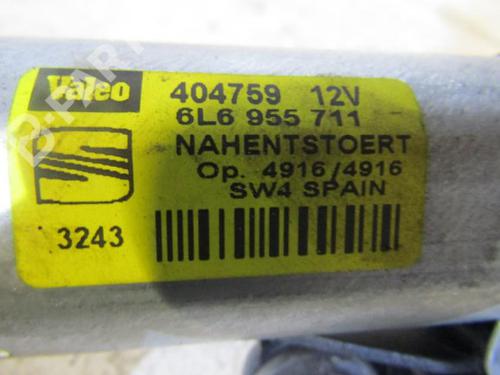 Valeo 404759 12V
6L6 955 711
NAHENTSTOERT
Op. 4916/4916
SW4 SPAIN
3243